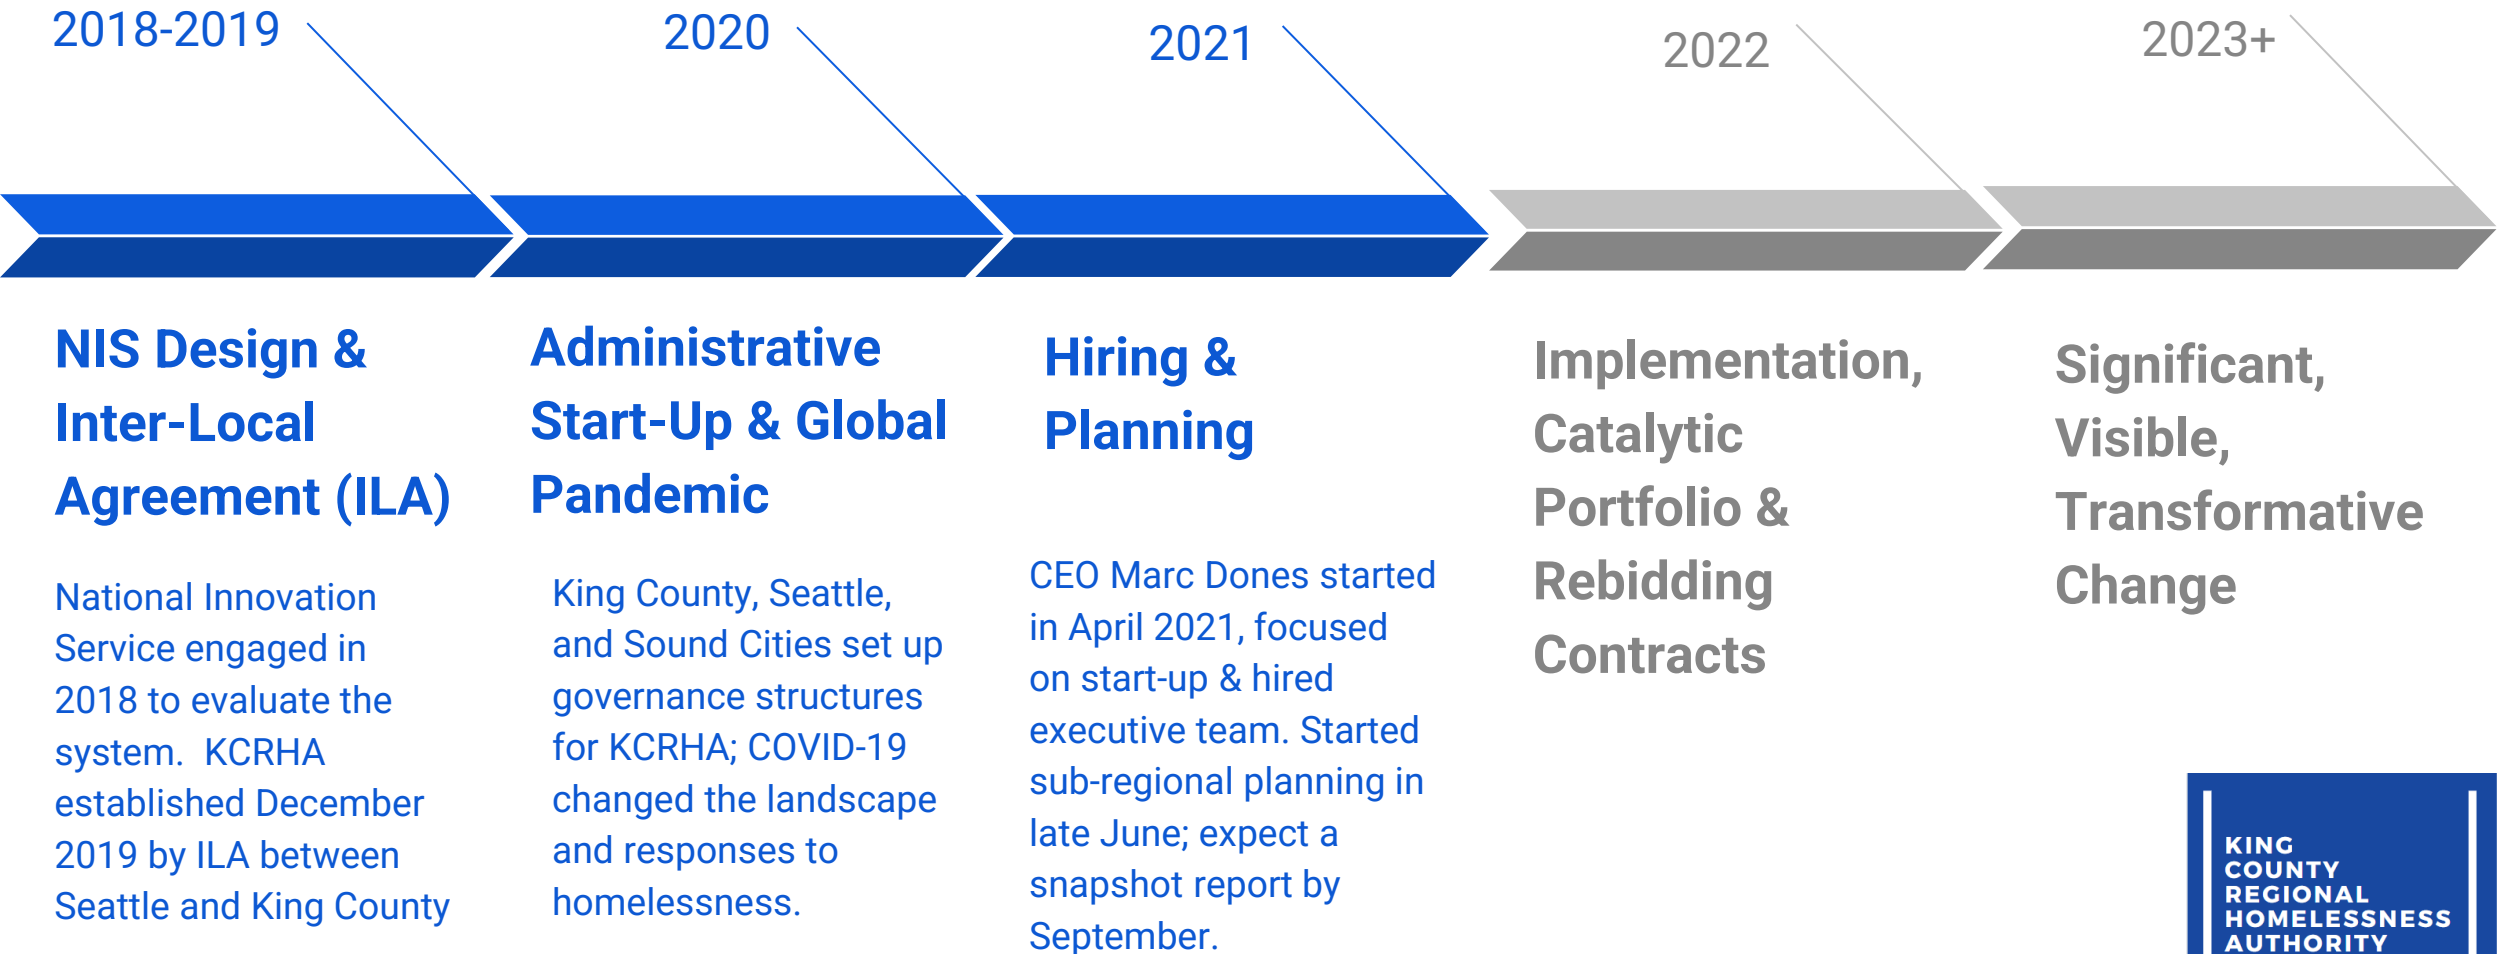 2018-2019
2020
2021
2022
2023+
NIS Design &
Inter-Local
Agreement (ILA)
National Innovation
Service engaged in
2018 to evaluate the
system.  KCRHA
established December
2019 by ILA between
Seattle and King County
Administrative
Start-Up & Global
Pandemic
King County, Seattle,
and Sound Cities set up
governance structures
for KCRHA; COVID-19
changed the landscape
and responses to
homelessness.
Hiring &
Planning
CEO Marc Dones started
in April 2021, focused
on start-up & hired
executive team. Started
sub-regional planning in
late June; expect a
snapshot report by
September.
Implementation,
Catalytic
Portfolio &
Rebidding
Contracts
Significant,
Visible,
Transformative
Change
KING
COUNTY
REGIONAL
HOMELESSNESS
AUTHORITY